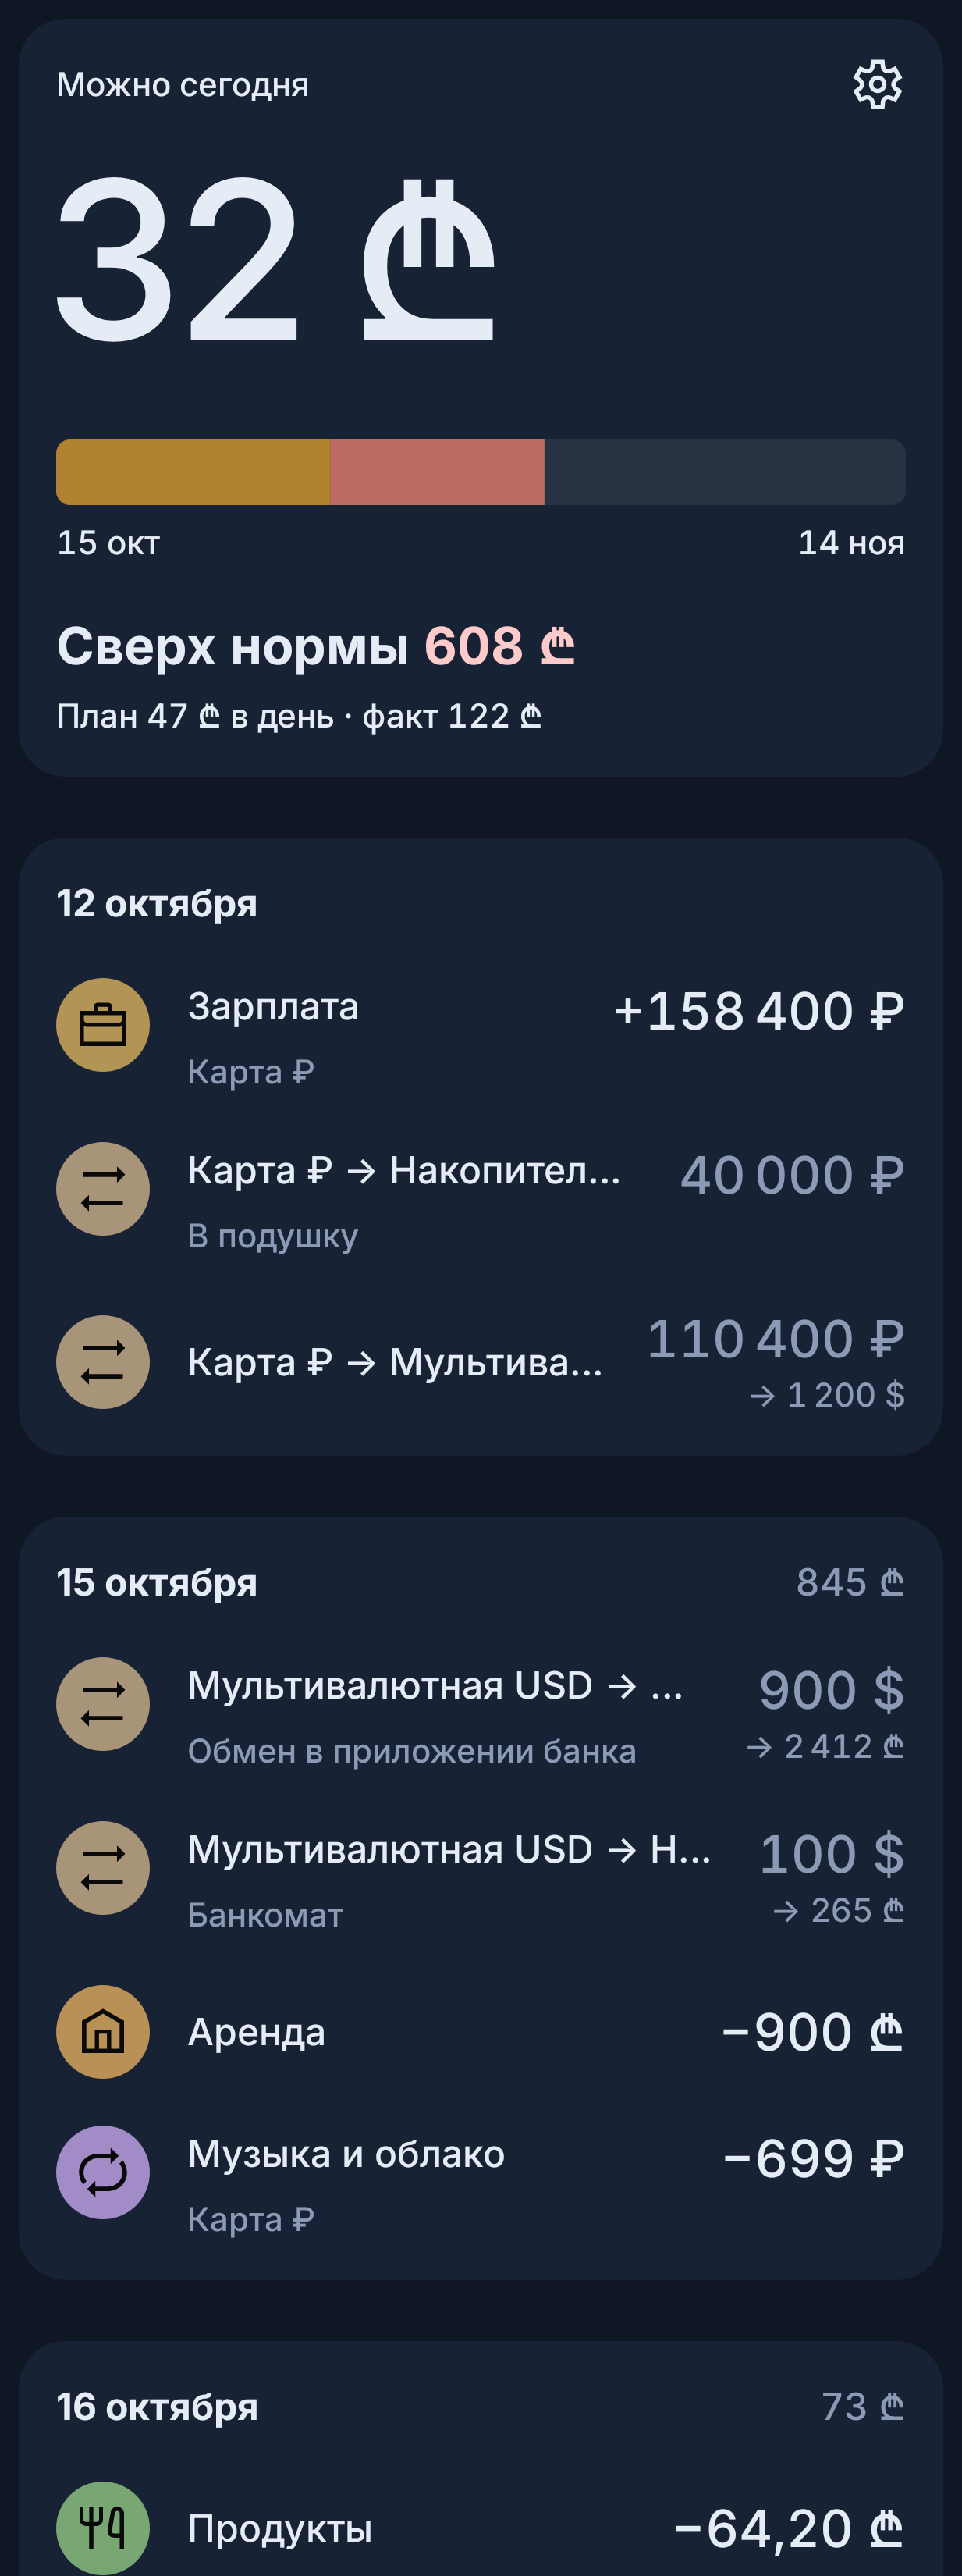 Можно сегодня
32 ₾
15 окт
14 ноя
Сверх нормы 608 ₾
План 47 ₾ в день · факт 122 ₾
12 октября
Зарплата
+158 400 ₽
Карта ₽
Карта ₽ → Накопител...
40 000 ₽
В подушку
Карта ₽ → Мультива...
110 400 ₽
→ 1 200 $
15 октября
845 ₾
Мультивалютная USD → ...
900 $
Обмен в приложении банка
→ 2 412 ₾
Мультивалютная USD → Н...
100 $
Банкомат
→ 265 ₾
Аренда
−900 ₾
Музыка и облако
−699 ₽
Карта ₽
16 октября
73 ₾
Продукты
−64,20 ₾